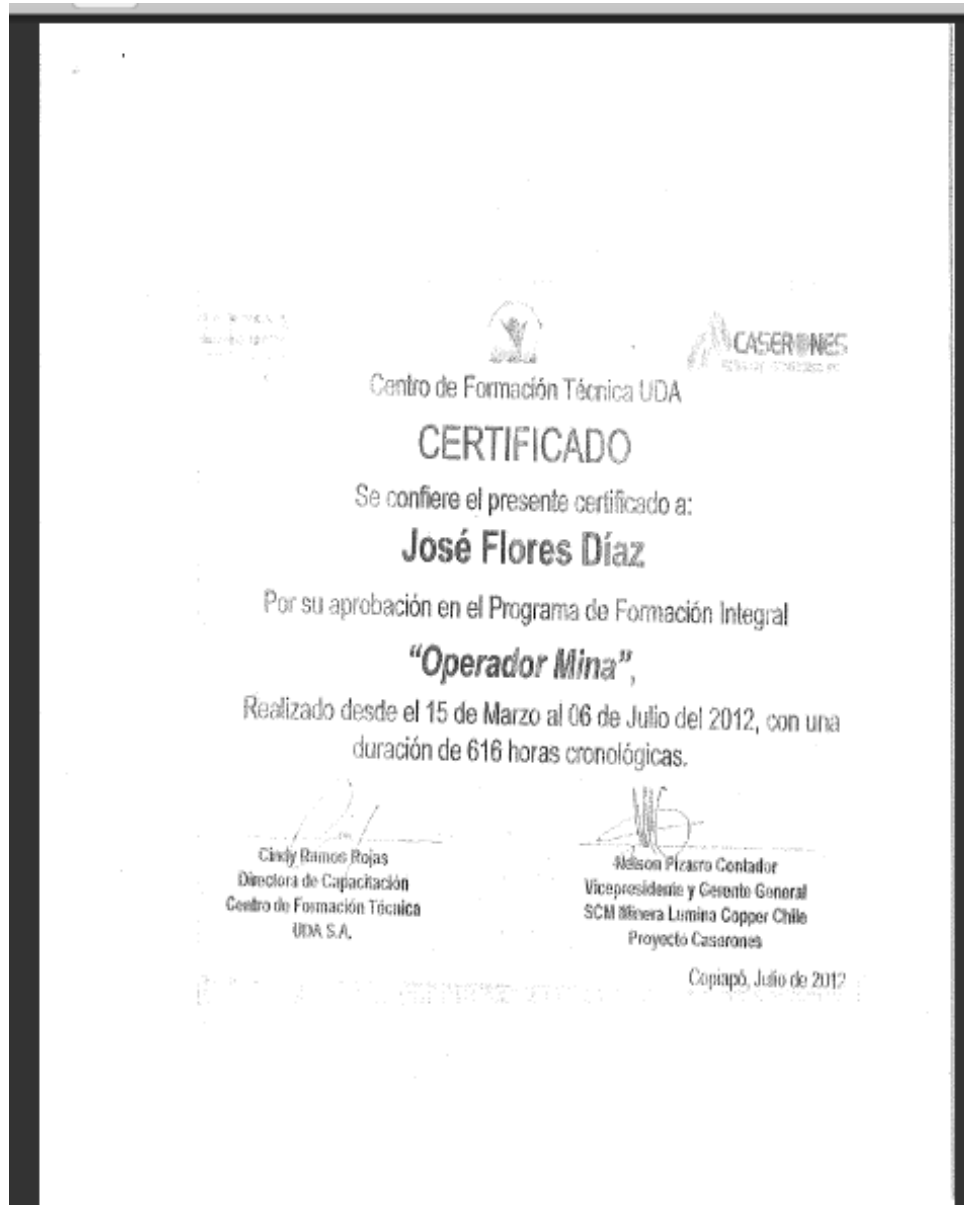 CASERONES
Centro de Formación Técnica UDA
CERTIFICADO
Se confiere el presente certificado a:
José Flores Díaz
Por su aprobación en el Programa de Formación Integral
“Operador Mina”,
Realizado desde el 15 de Marzo al 06 de Julio del 2012, con una
duración de 616 horas cronológicas.
Cindy Ramos Rojas
Directora de Capacitación
Centro de Formación Técnica
UDA S.A.
Nelson Pizarro Contador
Vicepresidente y Gerente General
SCM Minera Lumina Copper Chile
Proyecto Caserones
Copiapó, Julio de 2012